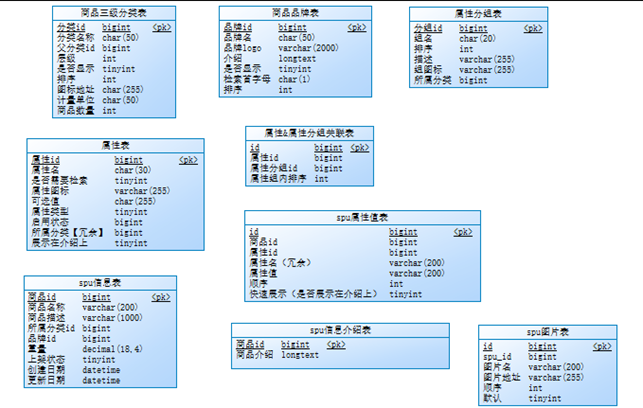 商品三级分类表
分类id bigint <pk>
分类名称 char(50)
父分类id bigint
层级 int
是否显示 tinyint
排序 int
图标地址 char(255)
计量单位 char(50)
商品数量 int
商品品牌表
品牌id bigint <pk>
品牌名 char(50)
品牌logo varchar(2000)
介绍 longtext
是否显示 tinyint
检索首字母 char(1)
排序 int
属性分组表
分组id bigint <pk>
组名 char(20)
排序 int
描述 varchar(255)
组图标 varchar(255)
所属分类 bigint
属性表
属性id bigint <pk>
属性名 char(30)
是否需要检索 tinyint
属性图标 varchar(255)
可选值 char(255)
属性类型 tinyint
启用状态 bigint
所属分类【冗余】 bigint
展示在介绍上 tinyint
属性&属性分组关联表
id bigint <pk>
属性id bigint
属性分组id bigint
属性组内排序 int
spu属性值表
id bigint <pk>
商品id bigint
属性id bigint
属性名（冗余） varchar(200)
属性值 varchar(200)
顺序 int
快速展示（是否展示在介绍上） tinyint
spu信息表
商品id bigint <pk>
商品名称 varchar(200)
商品描述 varchar(1000)
所属分类id bigint
品牌id bigint
重量 decimal(18,4)
上架状态 tinyint
创建日期 datetime
更新日期 datetime
spu信息介绍表
商品id bigint <pk>
商品介绍 longtext
spu图片表
id bigint <pk>
spu_id bigint
图片名 varchar(200)
图片地址 varchar(255)
顺序 int
默认 tinyint